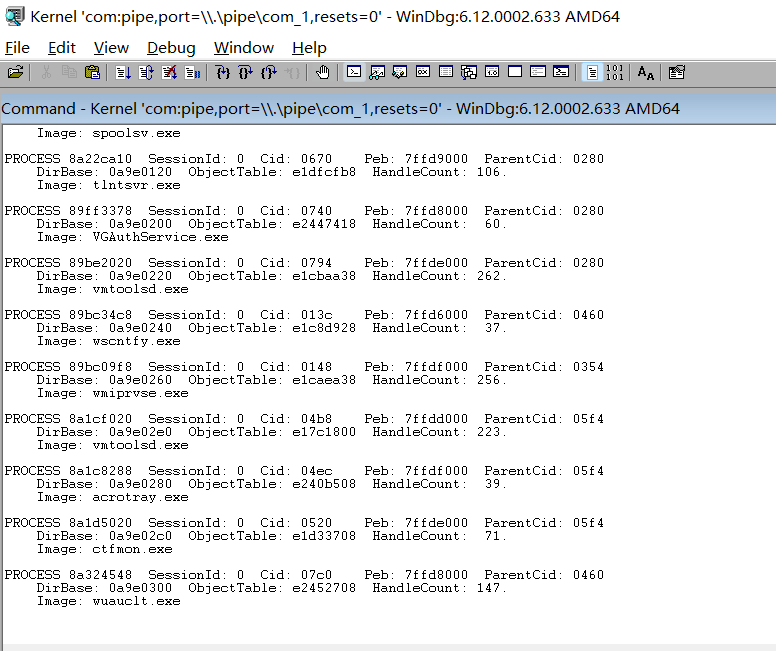 Kernel 'com:pipe,port=\\.\pipe\com_1,resets=0' - WinDbg:6.12.0002.633 AMD64
File Edit View Debug Window Help
Command - Kernel 'com:pipe,port=\\.\pipe\com_1,resets=0' - WinDbg:6.12.0002.633 AMD64
Image: spoolsv.exe
PROCESS 8a22ca10 SessionId: 0 Cid: 0670 Peb: 7ffd9000 ParentCid: 0280
DirBase: 0a9e0120 ObjectTable: e1dfcfb8 HandleCount: 106.
Image: tlntsvr.exe
PROCESS 89ff3378 SessionId: 0 Cid: 0740 Peb: 7ffd8000 ParentCid: 0280
DirBase: 0a9e0200 ObjectTable: e2447418 HandleCount: 60.
Image: VGAuthService.exe
PROCESS 89be2020 SessionId: 0 Cid: 0794 Peb: 7ffde000 ParentCid: 0280
DirBase: 0a9e0220 ObjectTable: e1cbaa38 HandleCount: 262.
Image: vmtoolsd.exe
PROCESS 89bc34c8 SessionId: 0 Cid: 013c Peb: 7ffd6000 ParentCid: 0460
DirBase: 0a9e0240 ObjectTable: e1c8d928 HandleCount: 37.
Image: wscntfy.exe
PROCESS 89bc09f8 SessionId: 0 Cid: 0148 Peb: 7ffdf000 ParentCid: 0354
DirBase: 0a9e0260 ObjectTable: e1caea38 HandleCount: 256.
Image: wmiprvse.exe
PROCESS 8a1cf020 SessionId: 0 Cid: 04b8 Peb: 7ffdd000 ParentCid: 05f4
DirBase: 0a9e02e0 ObjectTable: e17c1800 HandleCount: 223.
Image: vmtoolsd.exe
PROCESS 8a1c8288 SessionId: 0 Cid: 04ec Peb: 7ffdf000 ParentCid: 05f4
DirBase: 0a9e0280 ObjectTable: e240b508 HandleCount: 39.
Image: acrotray.exe
PROCESS 8a1d5020 SessionId: 0 Cid: 0520 Peb: 7ffde000 ParentCid: 05f4
DirBase: 0a9e02c0 ObjectTable: e1d33708 HandleCount: 71.
Image: ctfmon.exe
PROCESS 8a324548 SessionId: 0 Cid: 07c0 Peb: 7ffd8000 ParentCid: 0460
DirBase: 0a9e0300 ObjectTable: e2452708 HandleCount: 147.
Image: wuauclt.exe